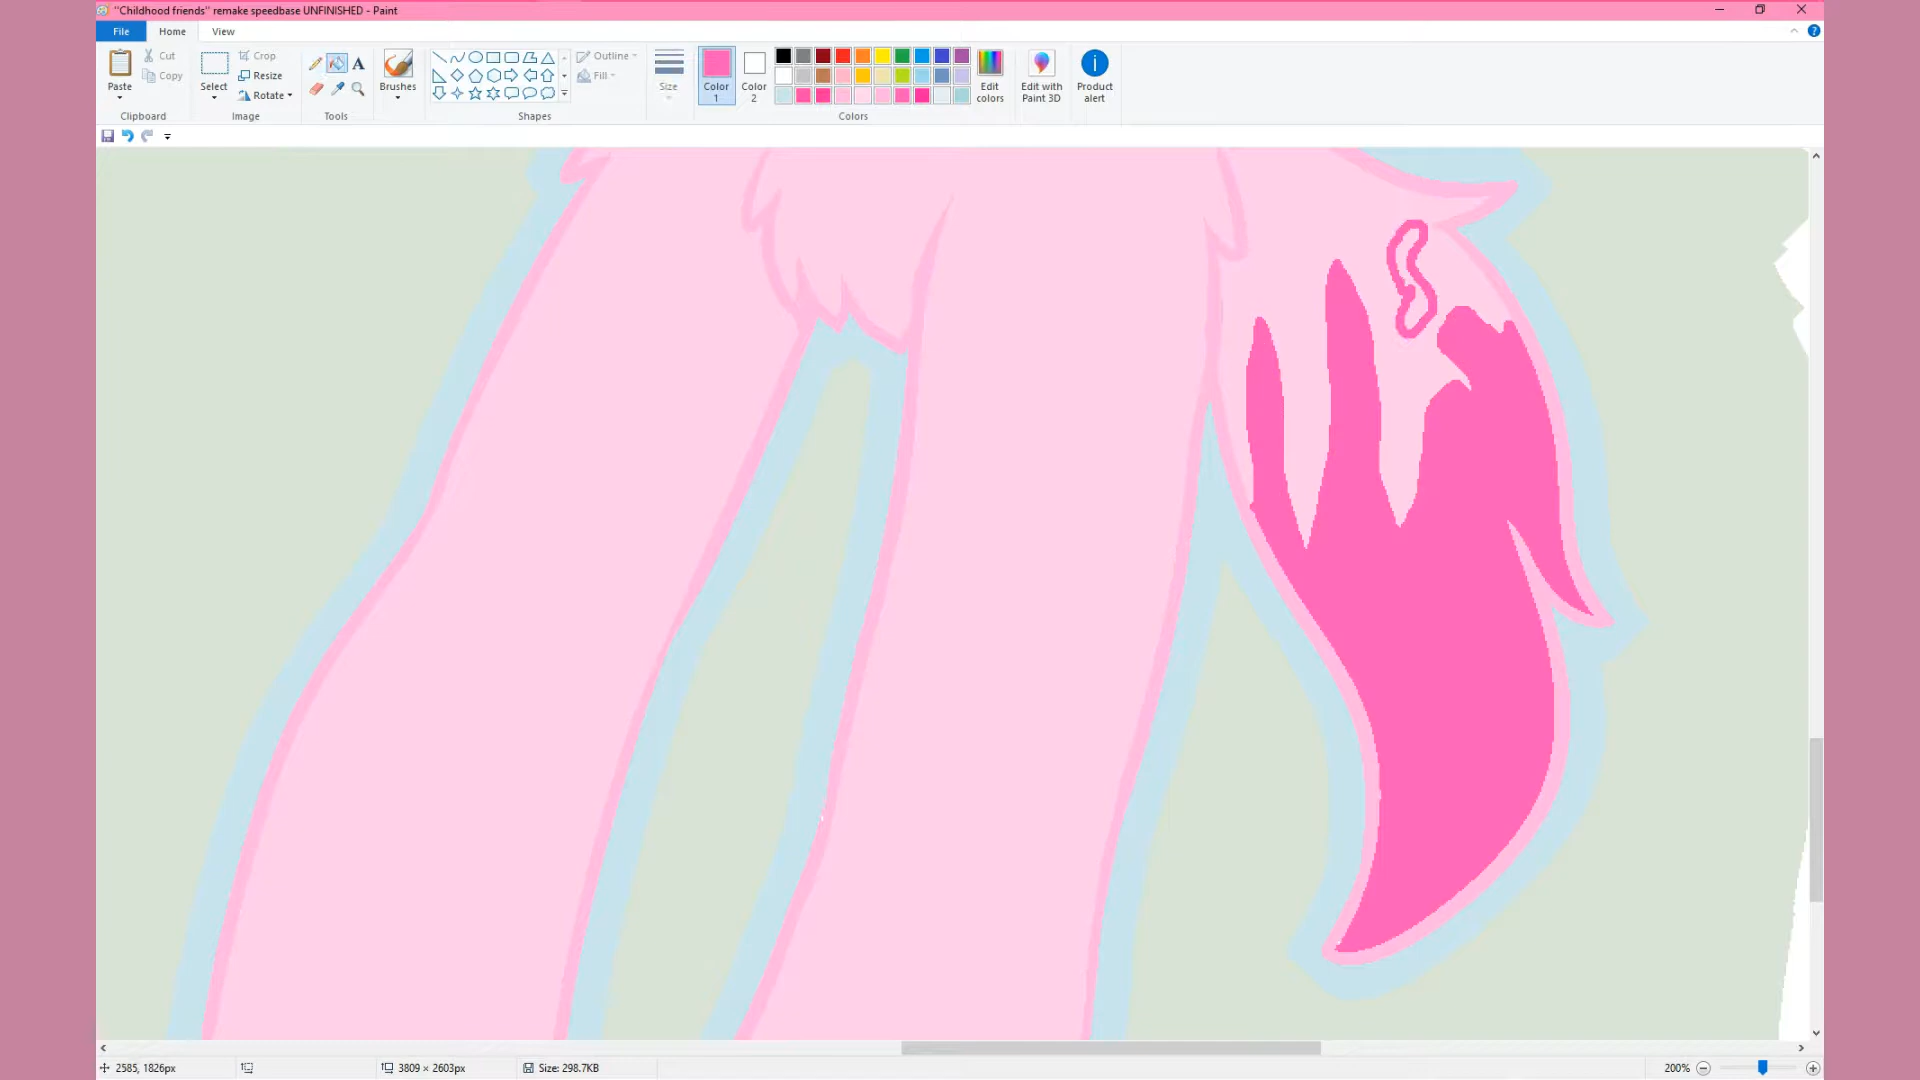 "Childhood friends" remake speedbase UNFINISHED - Paint
File Home View
Paste Cut Copy Clipboard
Select Crop Resize Rotate Image
A Tools
Brushes
Shapes
Outline Fill
Size
Color 1 Color 2
Colors
Edit colors
Edit with Paint 3D
Product alert
2585, 1826px 3809 × 2603px Size: 298.7KB 200%